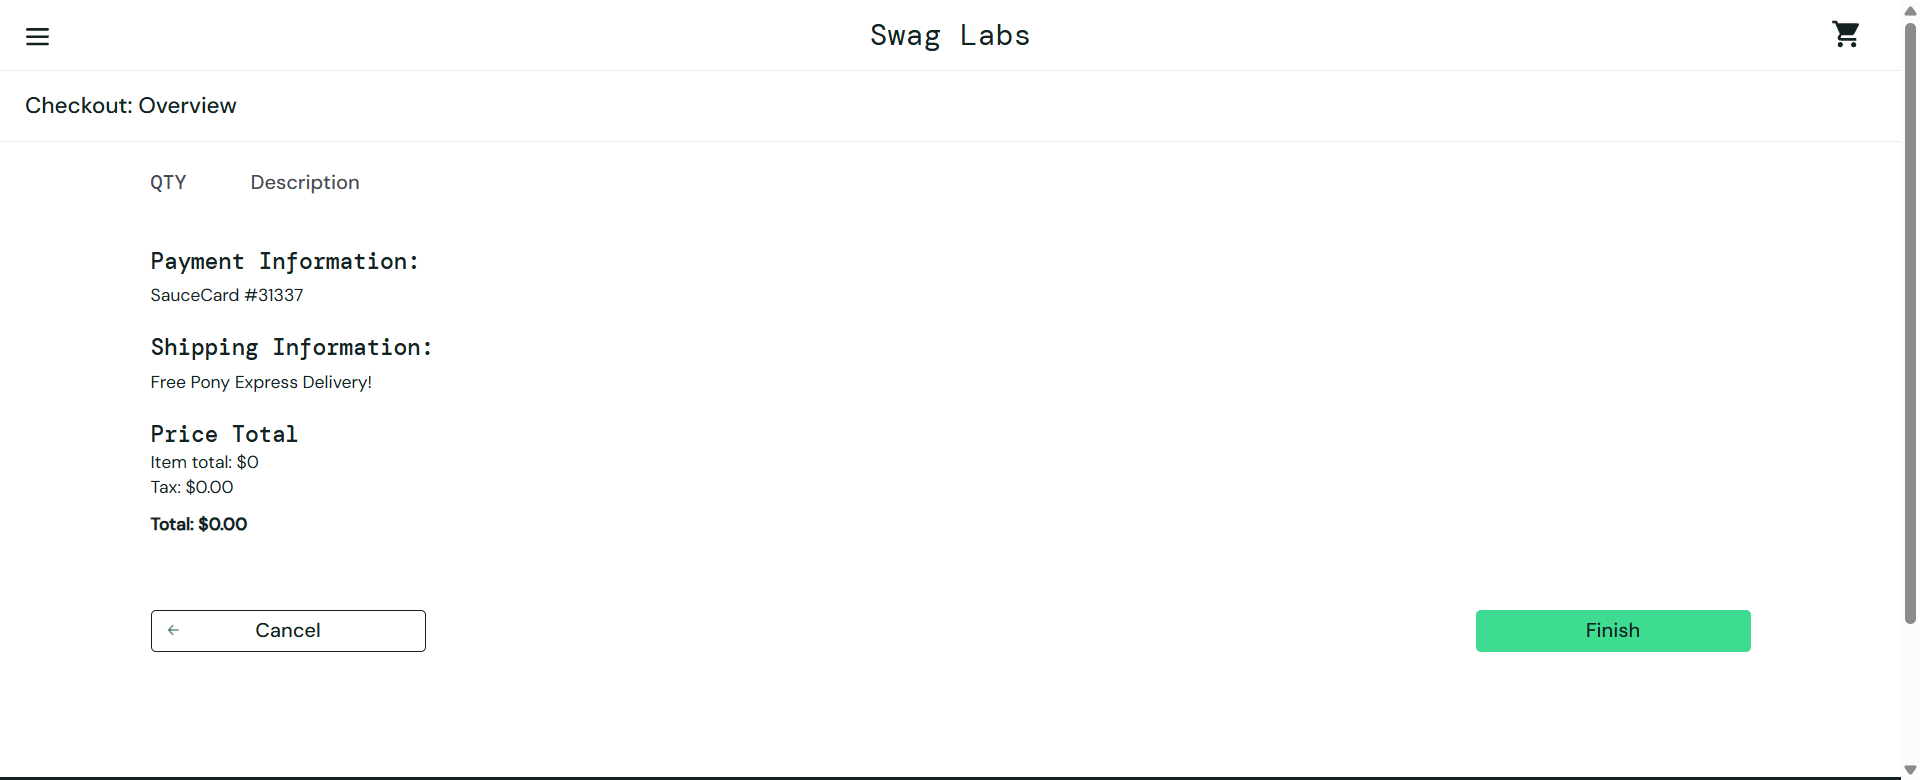 Swag Labs
Checkout: Overview
QTY Description
Payment Information:
SauceCard #31337
Shipping Information:
Free Pony Express Delivery!
Price Total
Item total: $0
Tax: $0.00
Total: $0.00
Cancel Finish